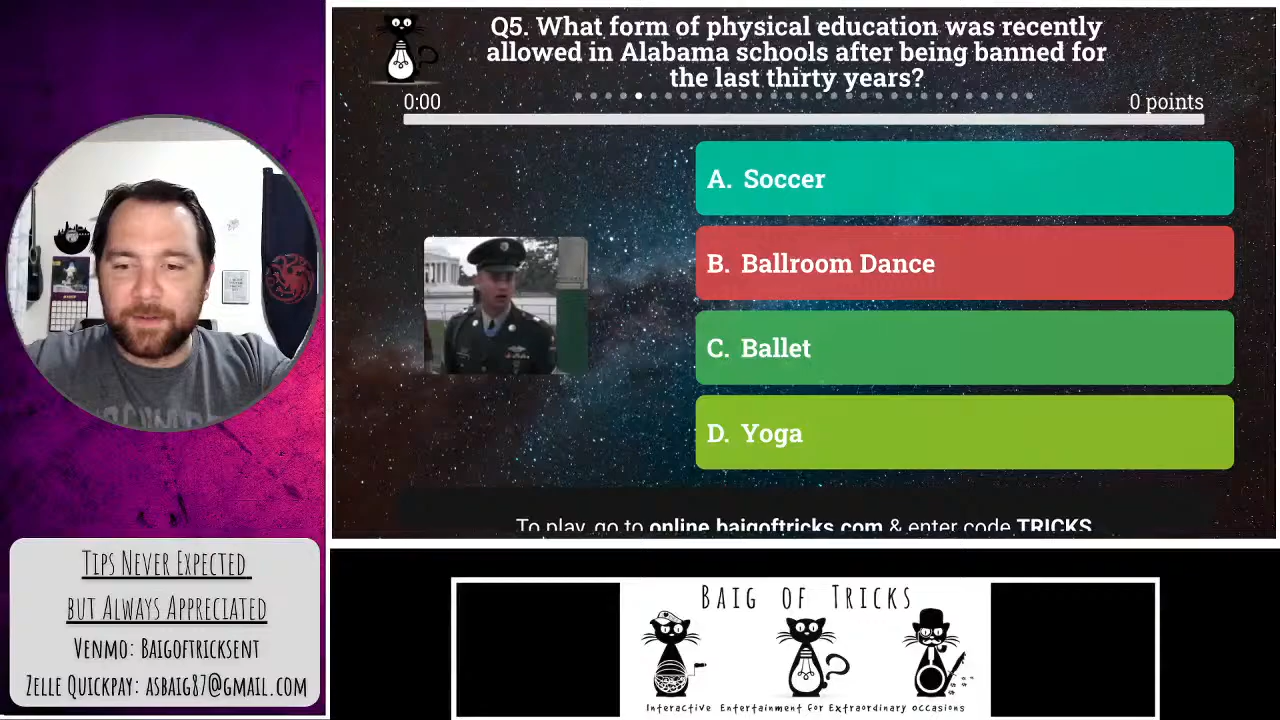 Q5. What form of physical education was recently
allowed in Alabama schools after being banned for
the last thirty years?
0:00
0 points
A. Soccer
B. Ballroom Dance
C. Ballet
D. Yoga
To play, go to online.baigoftricks.com & enter code TRICKS
Tips Never Expected
but Always Appreciated
Venmo: Baigoftricksent
Zelle Quickpay: asbaig87@gmail.com
Baig of Tricks
Interactive Entertainment for Extraordinary Occasions